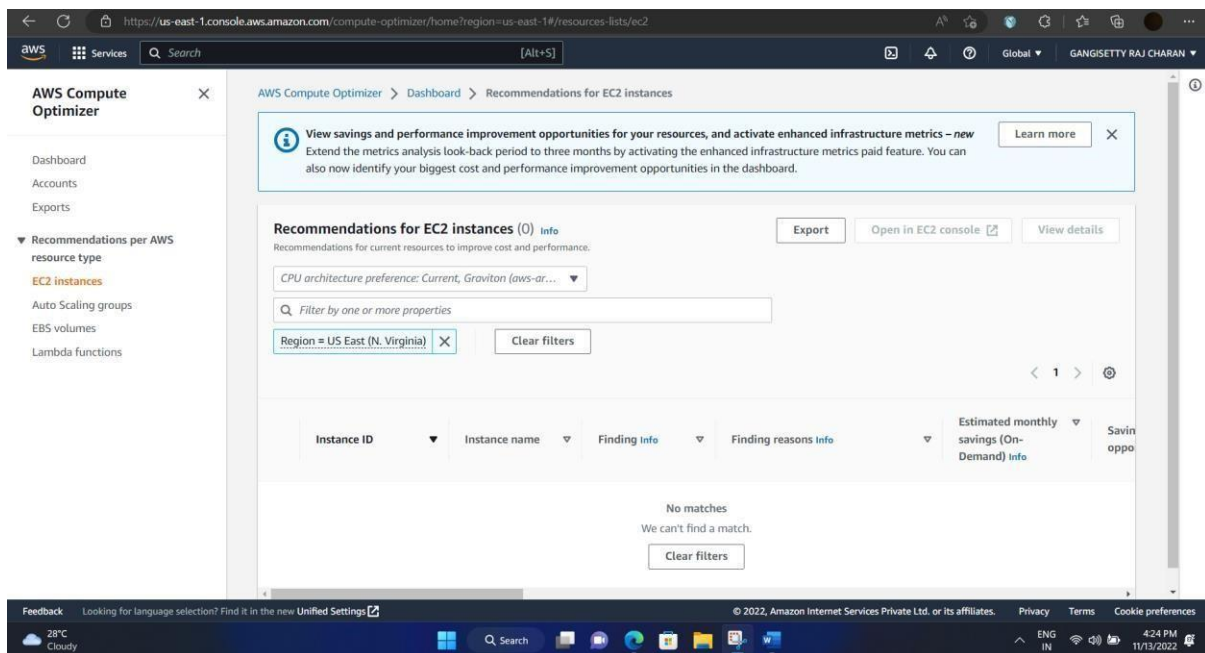 https://us-east-1.console.aws.amazon.com/compute-optimizer/home?region=us-east-1#/resources-lists/ec2
aws Services Search [Alt+S] Global GANGISETTY RAJ CHARAN
AWS Compute
Optimizer
Dashboard
Accounts
Exports
Recommendations per AWS
resource type
EC2 instances
Auto Scaling groups
EBS volumes
Lambda functions
AWS Compute Optimizer > Dashboard > Recommendations for EC2 instances
View savings and performance improvement opportunities for your resources, and activate enhanced infrastructure metrics – new
Extend the metrics analysis look-back period to three months by activating the enhanced infrastructure metrics paid feature. You can
also now identify your biggest cost and performance improvement opportunities in the dashboard.
Learn more
Recommendations for EC2 instances (0) Info
Recommendations for current resources to improve cost and performance.
Export Open in EC2 console View details
CPU architecture preference: Current, Graviton (aws-ar...
Filter by one or more properties
Region = US East (N. Virginia) Clear filters
< 1 >
Instance ID Instance name Finding Info Finding reasons Info
Estimated monthly
savings (On-
Demand) Info
Savin
oppo
No matches
We can't find a match.
Clear filters
Feedback Looking for language selection? Find it in the new Unified Settings © 2022, Amazon Internet Services Private Ltd. or its affiliates. Privacy Terms Cookie preferences
28°C
Cloudy
Search
ENG
IN
4:24 PM
11/13/2022